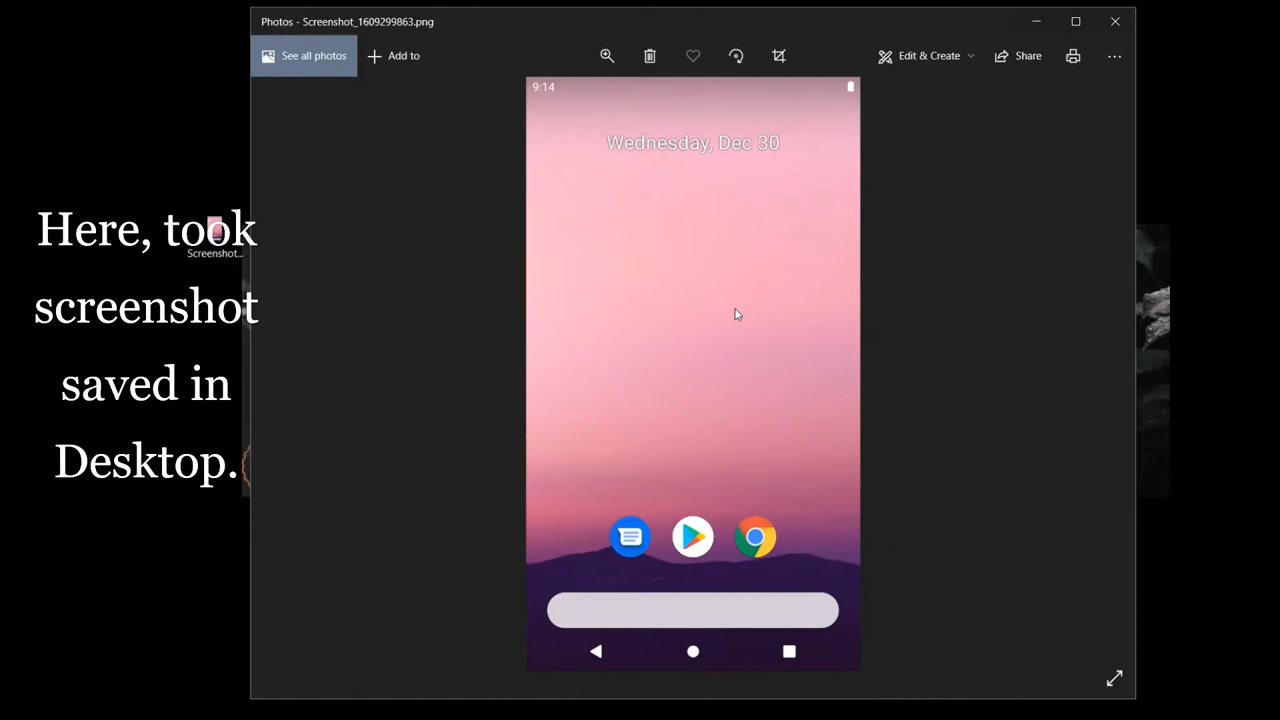 Photos - Screenshot_1609299863.png
See all photos
Add to
Edit & Create
Share
9:14
Wednesday, Dec 30
Here, took
Screenshot...
screenshot
saved in
Desktop.